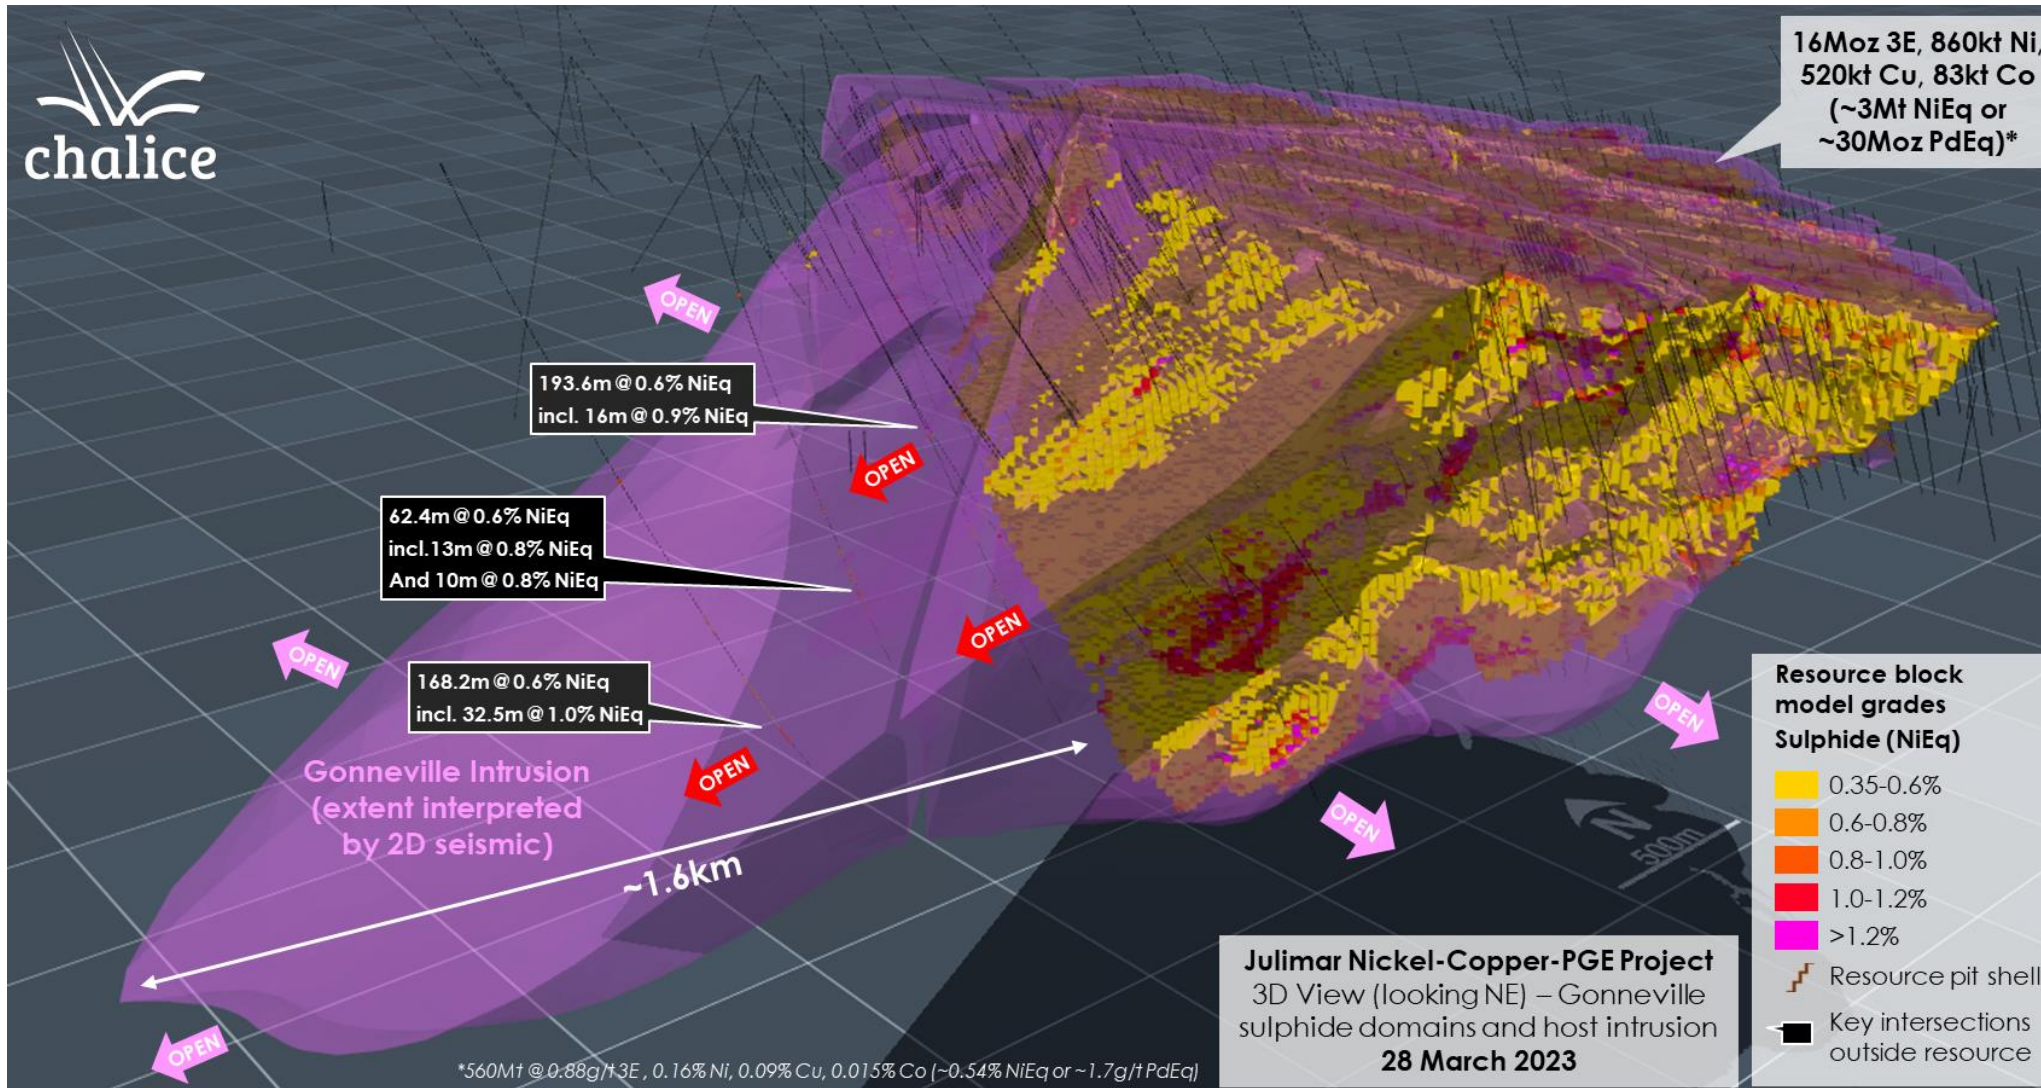 chalice
16Moz 3E, 860kt Ni,
520kt Cu, 83kt Co
(~3Mt NiEq or
~30Moz PdEq)*
OPEN
193.6m @ 0.6% NiEq
incl. 16m @ 0.9% NiEq
OPEN
62.4m @ 0.6% NiEq
incl.13m @ 0.8% NiEq
And 10m @ 0.8% NiEq
OPEN
OPEN
168.2m @ 0.6% NiEq
incl. 32.5m @ 1.0% NiEq
OPEN
OPEN
OPEN
Gonneville Intrusion
(extent interpreted
by 2D seismic)
~1.6km
OPEN
N
500m
Resource block
model grades
Sulphide (NiEq)
0.35-0.6%
0.6-0.8%
0.8-1.0%
1.0-1.2%
>1.2%
Resource pit shell
Key intersections
outside resource
Julimar Nickel-Copper-PGE Project
3D View (looking NE) – Gonneville
sulphide domains and host intrusion
28 March 2023
*560Mt @ 0.88g/t 3E , 0.16% Ni, 0.09% Cu, 0.015% Co (~0.54% NiEq or ~1.7g/t PdEq)